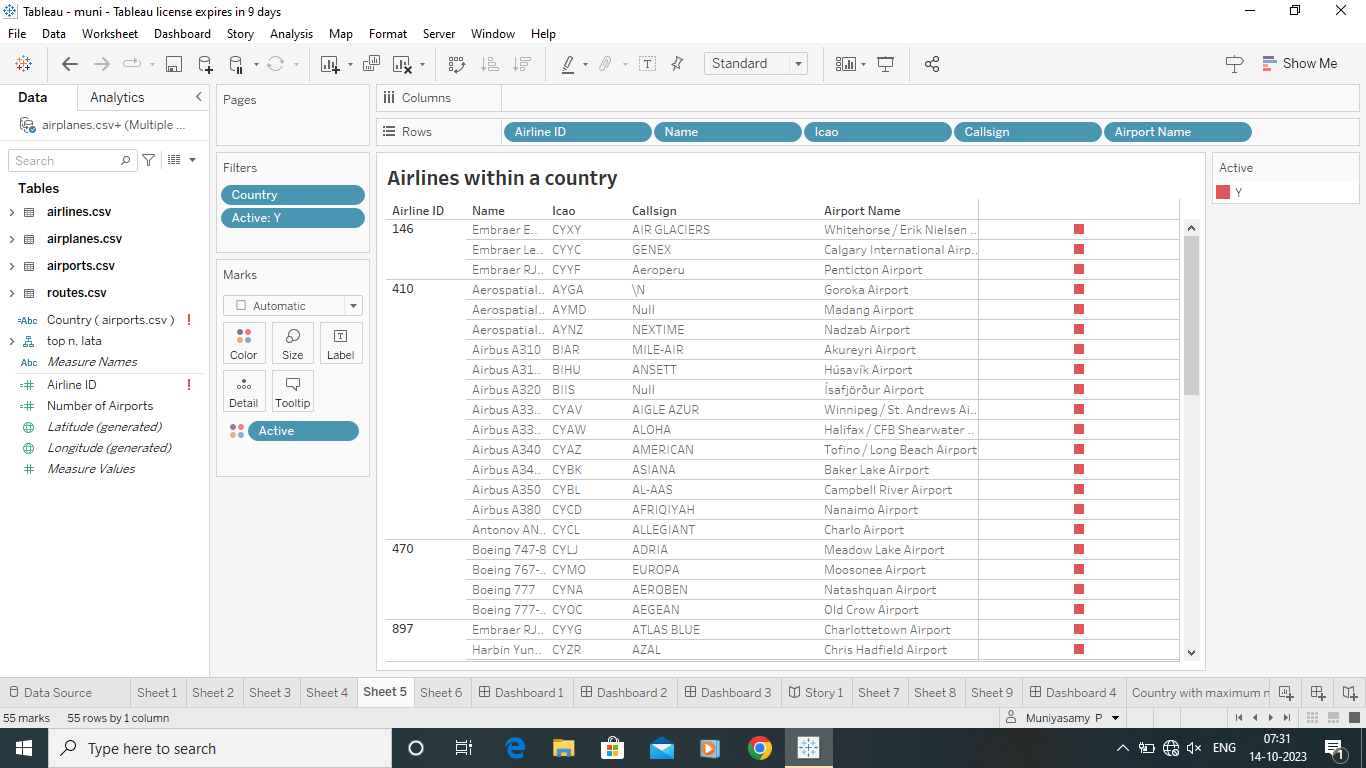 Tableau - muni - Tableau license expires in 9 days
File Data Worksheet Dashboard Story Analysis Map Format Server Window Help
Standard
Show Me
Data Analytics
Pages
Columns
airplanes.csv+ (Multiple ...
Rows Airline ID Name Icao Callsign Airport Name
Search
Filters
Country
Active: Y
Tables
airlines.csv
airplanes.csv
airports.csv
routes.csv
Abc Country ( airports.csv ) !
top n, Iata
Abc Measure Names
Airline ID !
Number of Airports
Latitude (generated)
Longitude (generated)
Measure Values
Marks
Automatic
Color Size Label
Detail Tooltip
Active
Airlines within a country
Airline ID Name Icao Callsign Airport Name
146 Embraer E.. CYXY AIR GLACIERS Whitehorse / Erik Nielsen ..
Embraer Le.. CYYC GENEX Calgary International Airp..
Embraer RJ.. CYYF Aeroperu Penticton Airport
410 Aerospatial.. AYGA \N Goroka Airport
Aerospatial.. AYMD Null Madang Airport
Aerospatial.. AYNZ NEXTIME Nadzab Airport
Airbus A310 BIAR MILE-AIR Akureyri Airport
Airbus A31.. BIHU ANSETT Húsavík Airport
Airbus A320 BIIS Null Ísafjörður Airport
Airbus A33.. CYAV AIGLE AZUR Winnipeg / St. Andrews Ai..
Airbus A33.. CYAW ALOHA Halifax / CFB Shearwater ..
Airbus A340 CYAZ AMERICAN Tofino / Long Beach Airport
Airbus A34.. CYBK ASIANA Baker Lake Airport
Airbus A350 CYBL AL-AAS Campbell River Airport
Airbus A380 CYCD AFRIQIYAH Nanaimo Airport
Antonov AN.. CYCL ALLEGIANT Charlo Airport
470 Boeing 747-8 CYLJ ADRIA Meadow Lake Airport
Boeing 767-.. CYMO EUROPA Moosonee Airport
Boeing 777 CYNA AEROBEN Natashquan Airport
Boeing 777-.. CYOC AEGEAN Old Crow Airport
897 Embraer RJ.. CYYG ATLAS BLUE Charlottetown Airport
Harbin Yun.. CYZR AZAL Chris Hadfield Airport
Active
Y
Data Source Sheet 1 Sheet 2 Sheet 3 Sheet 4 Sheet 5 Sheet 6 Dashboard 1 Dashboard 2 Dashboard 3 Story 1 Sheet 7 Sheet 8 Sheet 9 Dashboard 4 Country with maximum n
55 marks 55 rows by 1 column Muniyasamy P
Type here to search
ENG
07:31
14-10-2023
1